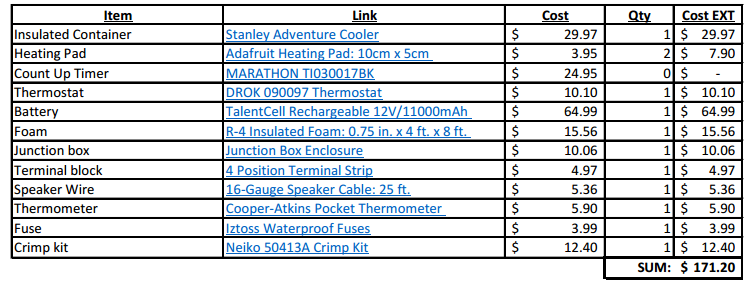 Item Link Cost Qty Cost EXT
Insulated Container Stanley Adventure Cooler $ 29.97 1 $ 29.97
Heating Pad Adafruit Heating Pad: 10cm x 5cm $ 3.95 2 $ 7.90
Count Up Timer MARATHON TI030017BK $ 24.95 0 $ -
Thermostat DROK 090097 Thermostat $ 10.10 1 $ 10.10
Battery TalentCell Rechargeable 12V/11000mAh $ 64.99 1 $ 64.99
Foam R-4 Insulated Foam: 0.75 in. x 4 ft. x 8 ft. $ 15.56 1 $ 15.56
Junction box Junction Box Enclosure $ 10.06 1 $ 10.06
Terminal block 4 Position Terminal Strip $ 4.97 1 $ 4.97
Speaker Wire 16-Gauge Speaker Cable: 25 ft. $ 5.36 1 $ 5.36
Thermometer Cooper-Atkins Pocket Thermometer $ 5.90 1 $ 5.90
Fuse Iztoss Waterproof Fuses $ 3.99 1 $ 3.99
Crimp kit Neiko 50413A Crimp Kit $ 12.40 1 $ 12.40
SUM: $ 171.20